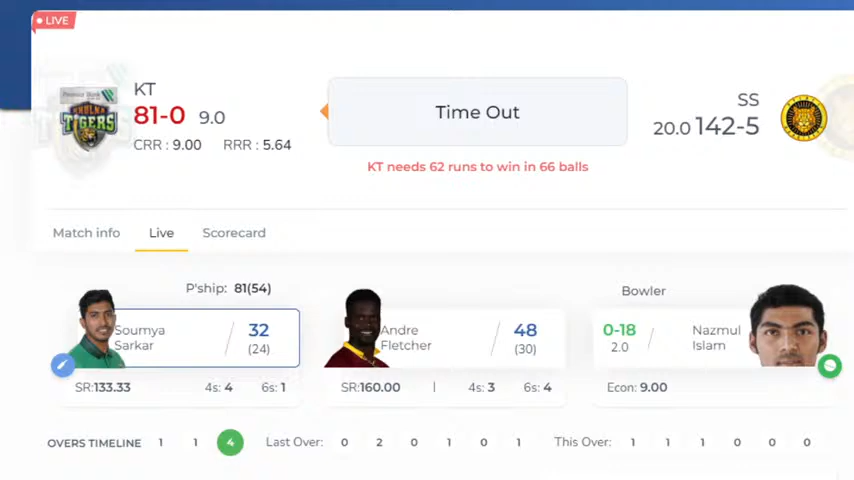 LIVE
KT
81-0 9.0
CRR : 9.00 RRR : 5.64
Time Out
KT needs 62 runs to win in 66 balls
SS
20.0 142-5
KHULNA
TIGERS
Match info Live Scorecard
P'ship: 81(54)
Bowler
Soumya
Sarkar
32
(24)
Andre
Fletcher
48
(30)
0-18
2.0
Nazmul
Islam
SR:133.33 4s: 4 6s: 1
SR:160.00 | 4s: 3 6s: 4
Econ: 9.00
OVERS TIMELINE 1 1 4 Last Over: 0 2 0 1 0 1 This Over: 1 1 1 0 0 0